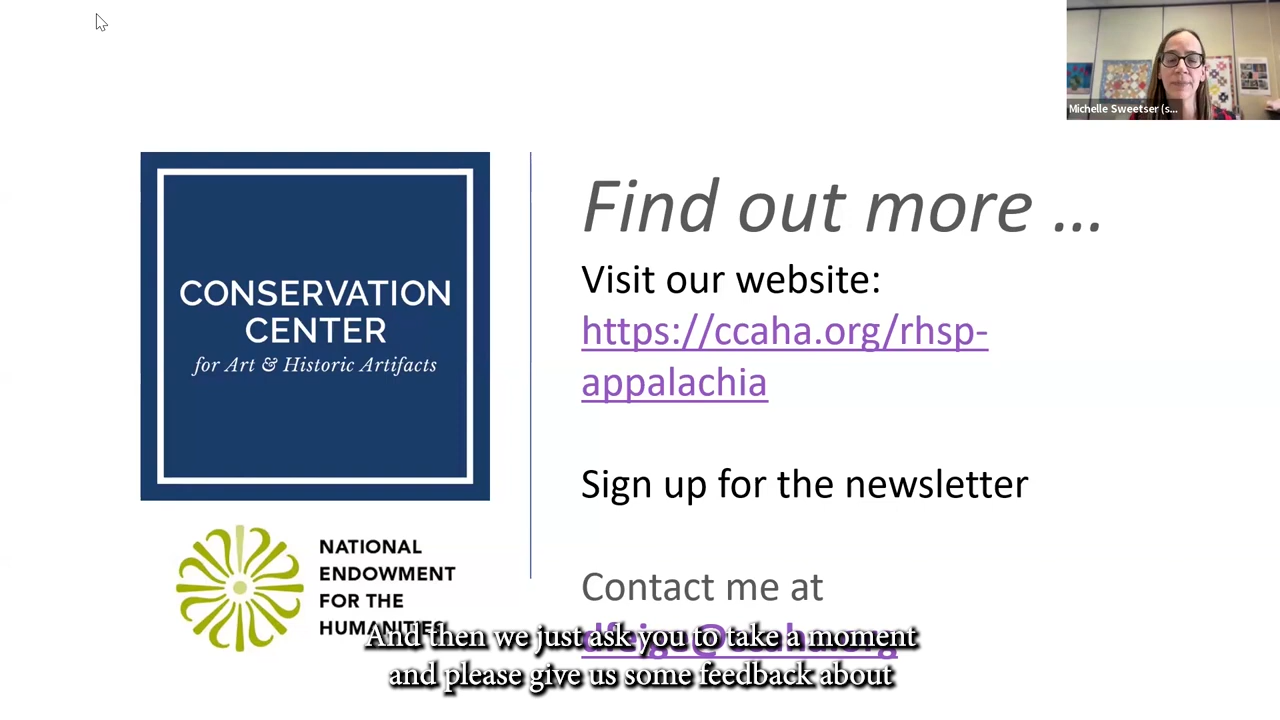 Michelle Sweetser (s...
CONSERVATION
CENTER
for Art & Historic Artifacts
NATIONAL
ENDOWMENT
FOR THE
HUMANITIES
Find out more ...
Visit our website:
https://ccaha.org/rhsp-
appalachia
Sign up for the newsletter
Contact me at
And then we just ask you to take a moment
and please give us some feedback about